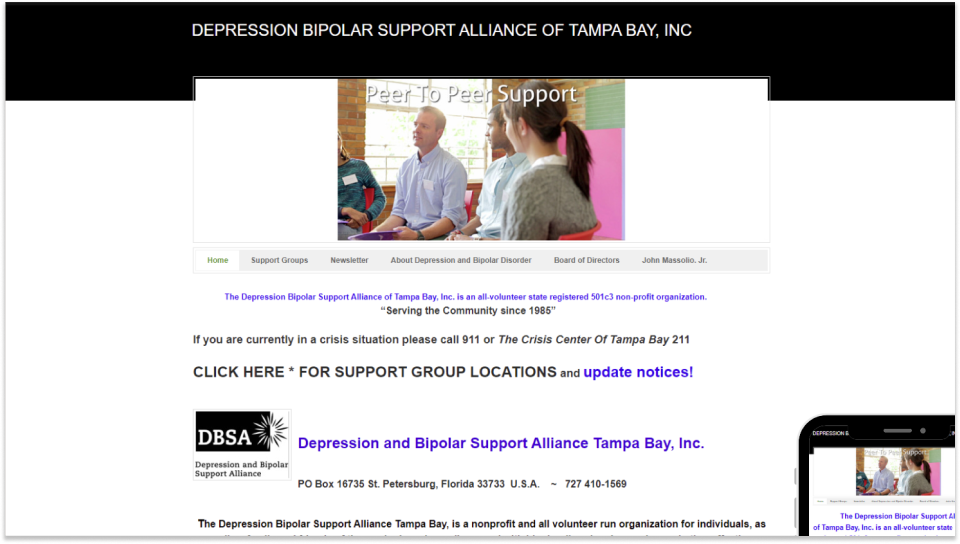 DEPRESSION BIPOLAR SUPPORT ALLIANCE OF TAMPA BAY, INC
Peer To Peer Support
Home Support Groups Newsletter About Depression and Bipolar Disorder Board of Directors John Massolio. Jr.
The Depression Bipolar Support Alliance of Tampa Bay, Inc. is an all-volunteer state registered 501c3 non-profit organization.
“Serving the Community since 1985”
If you are currently in a crisis situation please call 911 or The Crisis Center Of Tampa Bay 211
CLICK HERE * FOR SUPPORT GROUP LOCATIONS and update notices!
DBSA
Depression and Bipolar
Support Alliance
Depression and Bipolar Support Alliance Tampa Bay, Inc.
PO Box 16735 St. Petersburg, Florida 33733 U.S.A. ~ 727 410-1569
The Depression Bipolar Support Alliance Tampa Bay, is a nonprofit and all volunteer run organization for individuals, as
DEPRESSION B
Peer To Peer Support
The Depression Bipolar Support Al
of Tampa Bay, Inc. is an all-volunteer state